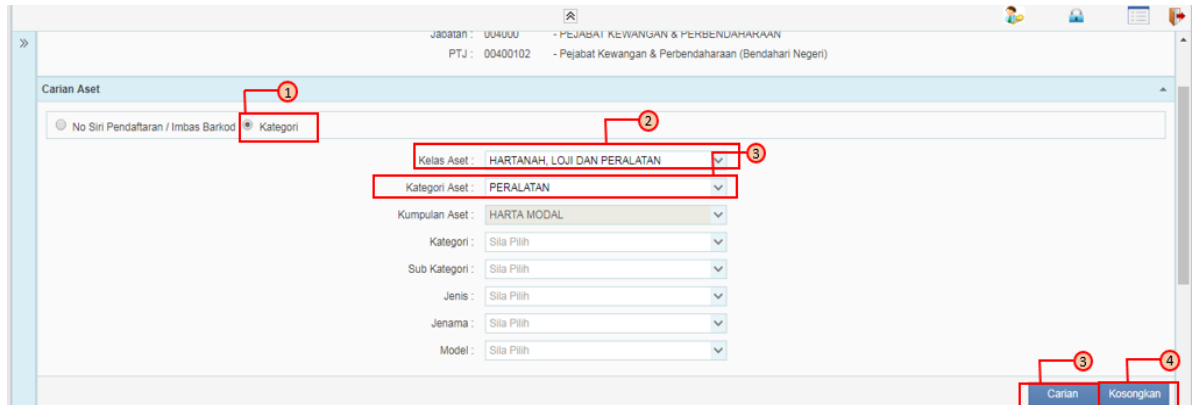 Jabatan : 004000 - PEJABAT KEWANGAN & PERBENDAHARAAN
PTJ : 00400102 - Pejabat Kewangan & Perbendaharaan (Bendahari Negeri)
Carian Aset
1
No Siri Pendaftaran / Imbas Barkod Kategori
2
Kelas Aset : HARTANAH, LOJI DAN PERALATAN
3
Kategori Aset : PERALATAN
Kumpulan Aset : HARTA MODAL
Kategori : Sila Pilih
Sub Kategori : Sila Pilih
Jenis : Sila Pilih
Jenama : Sila Pilih
Model : Sila Pilih
3 4
Carian Kosongkan